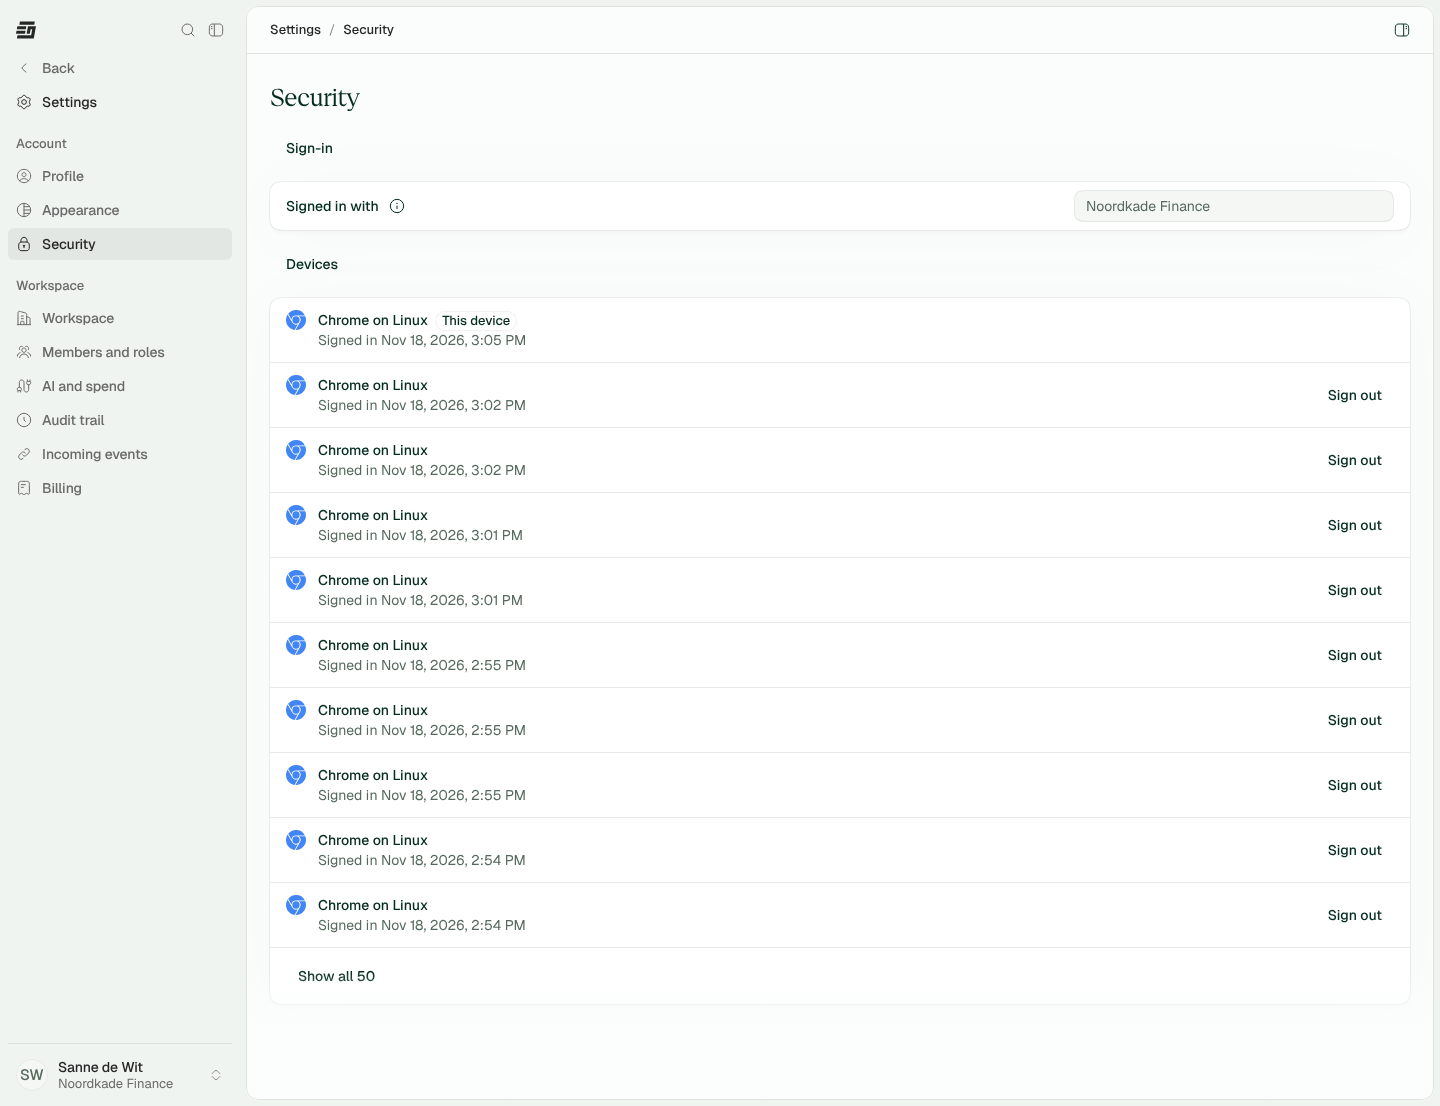 Back
Settings
Account
Profile
Appearance
Security
Workspace
Workspace
Members and roles
AI and spend
Audit trail
Incoming events
Billing
Sanne de Wit
SW
Noordkade Finance
Settings / Security
Security
Sign-in
Signed in with
Noordkade Finance
Devices
Chrome on Linux This device
Signed in Nov 18, 2026, 3:05 PM
Chrome on Linux
Signed in Nov 18, 2026, 3:02 PM
Sign out
Chrome on Linux
Signed in Nov 18, 2026, 3:02 PM
Sign out
Chrome on Linux
Signed in Nov 18, 2026, 3:01 PM
Sign out
Chrome on Linux
Signed in Nov 18, 2026, 3:01 PM
Sign out
Chrome on Linux
Signed in Nov 18, 2026, 2:55 PM
Sign out
Chrome on Linux
Signed in Nov 18, 2026, 2:55 PM
Sign out
Chrome on Linux
Signed in Nov 18, 2026, 2:55 PM
Sign out
Chrome on Linux
Signed in Nov 18, 2026, 2:54 PM
Sign out
Chrome on Linux
Signed in Nov 18, 2026, 2:54 PM
Sign out
Show all 50